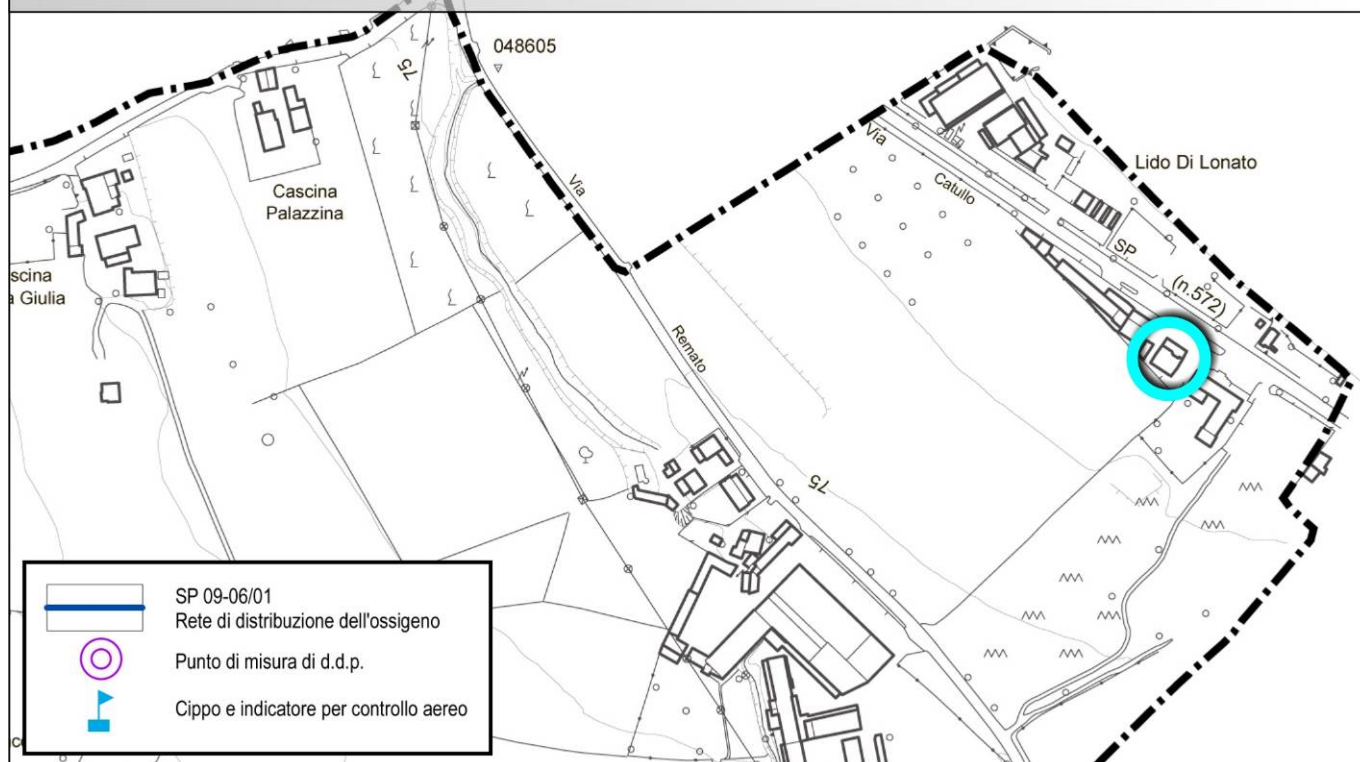 048605
75
Via
Lido Di Lonato
Catullo
Cascina
Palazzina
Via
SP
(n.572)
scina
a Giulia
Remato
75
SP 09-06/01
Rete di distribuzione dell'ossigeno
Punto di misura di d.d.p.
Cippo e indicatore per controllo aereo